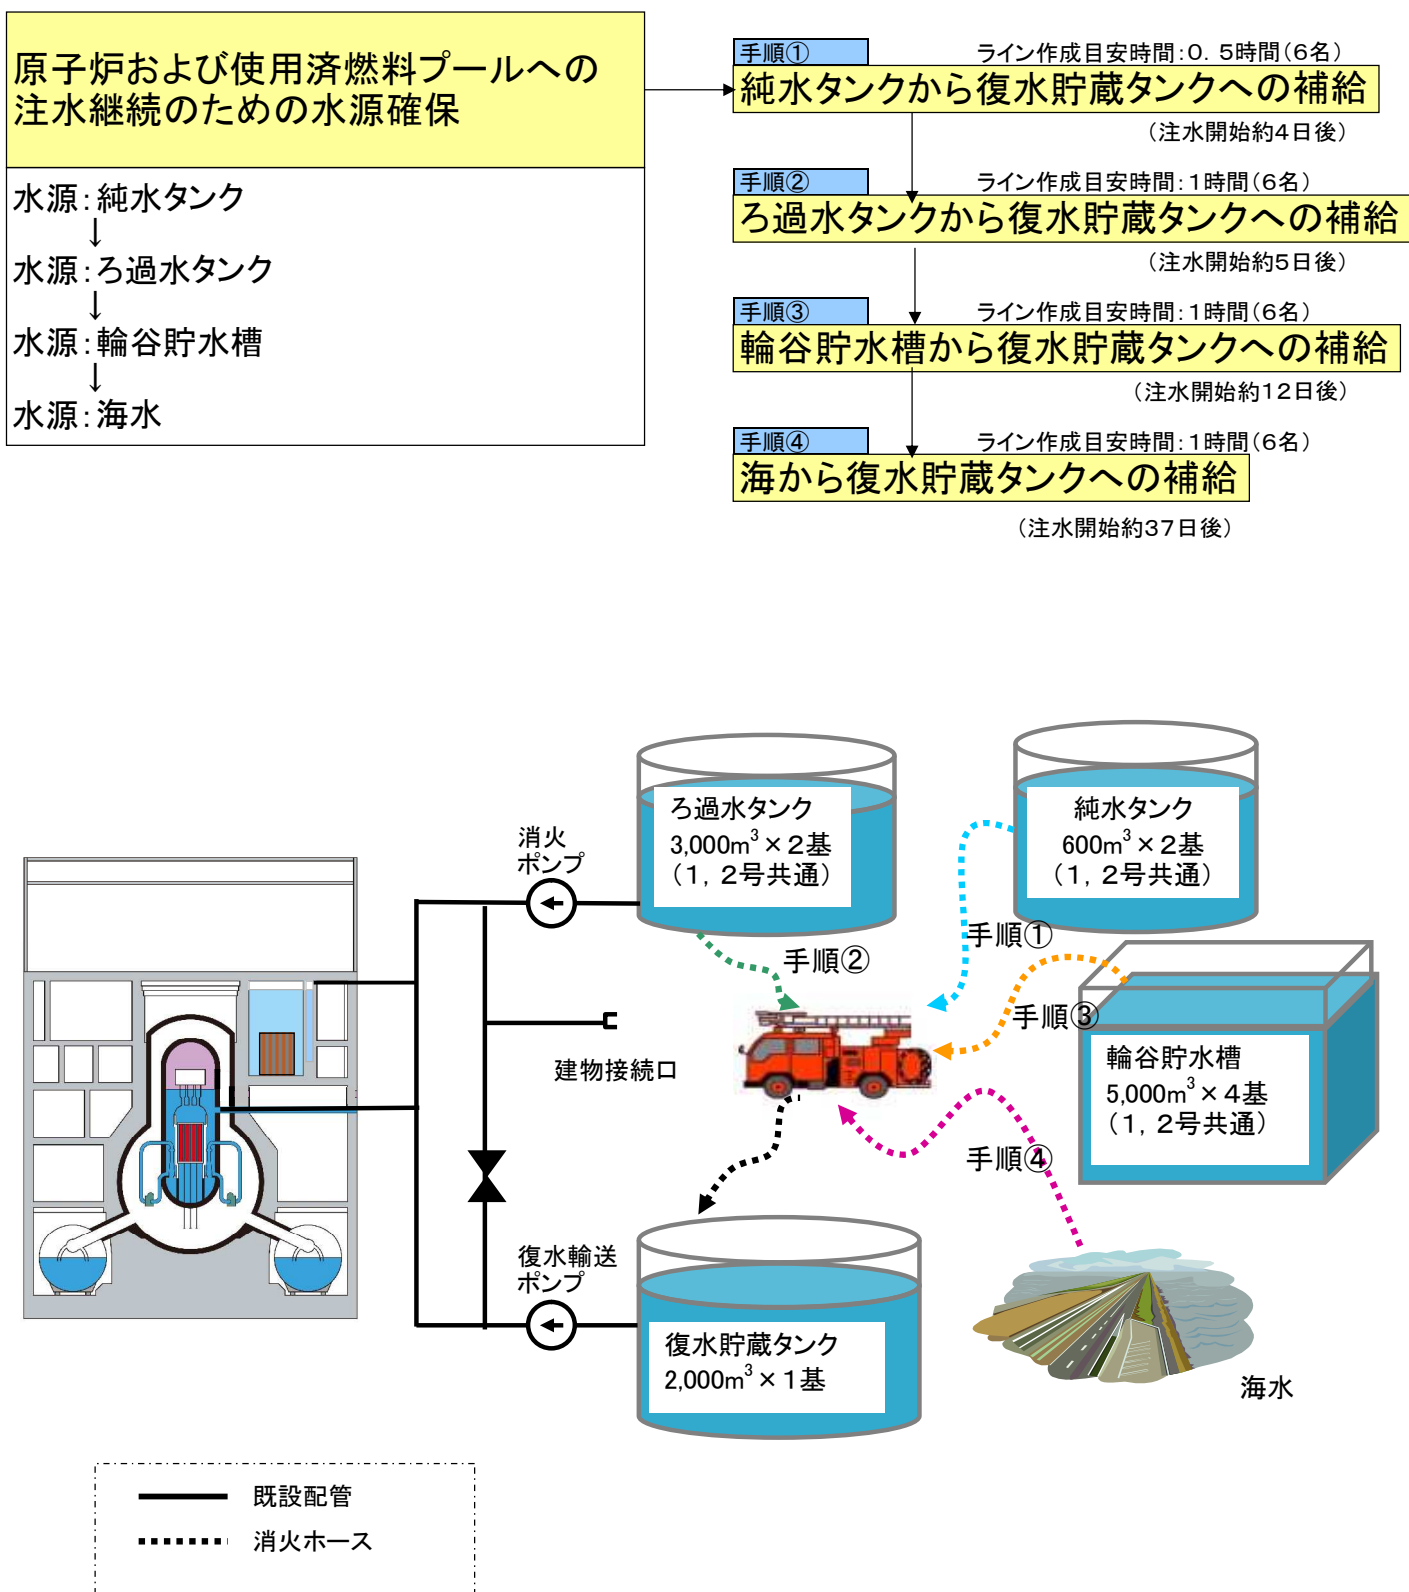 原子炉および使用済燃料プールへの
注水継続のための水源確保
水源：純水タンク
↓
水源：ろ過水タンク
↓
水源：輪谷貯水槽
↓
水源：海水
手順①
ライン作成目安時間：０．５時間（６名）
純水タンクから復水貯蔵タンクへの補給
（注水開始約４日後）
手順②
ライン作成目安時間：１時間（６名）
ろ過水タンクから復水貯蔵タンクへの補給
（注水開始約５日後）
手順③
ライン作成目安時間：１時間（６名）
輪谷貯水槽から復水貯蔵タンクへの補給
（注水開始約１２日後）
手順④
ライン作成目安時間：１時間（６名）
海から復水貯蔵タンクへの補給
（注水開始約３７日後）
ろ過水タンク
3,000m³×２基
（１，２号共通）
純水タンク
600m³×２基
（１，２号共通）
消火
ポンプ
手順①
手順②
手順③
建物接続口
輪谷貯水槽
5,000m³×４基
（１，２号共通）
手順④
復水輸送
ポンプ
復水貯蔵タンク
2,000m³×１基
海水
既設配管
消火ホース